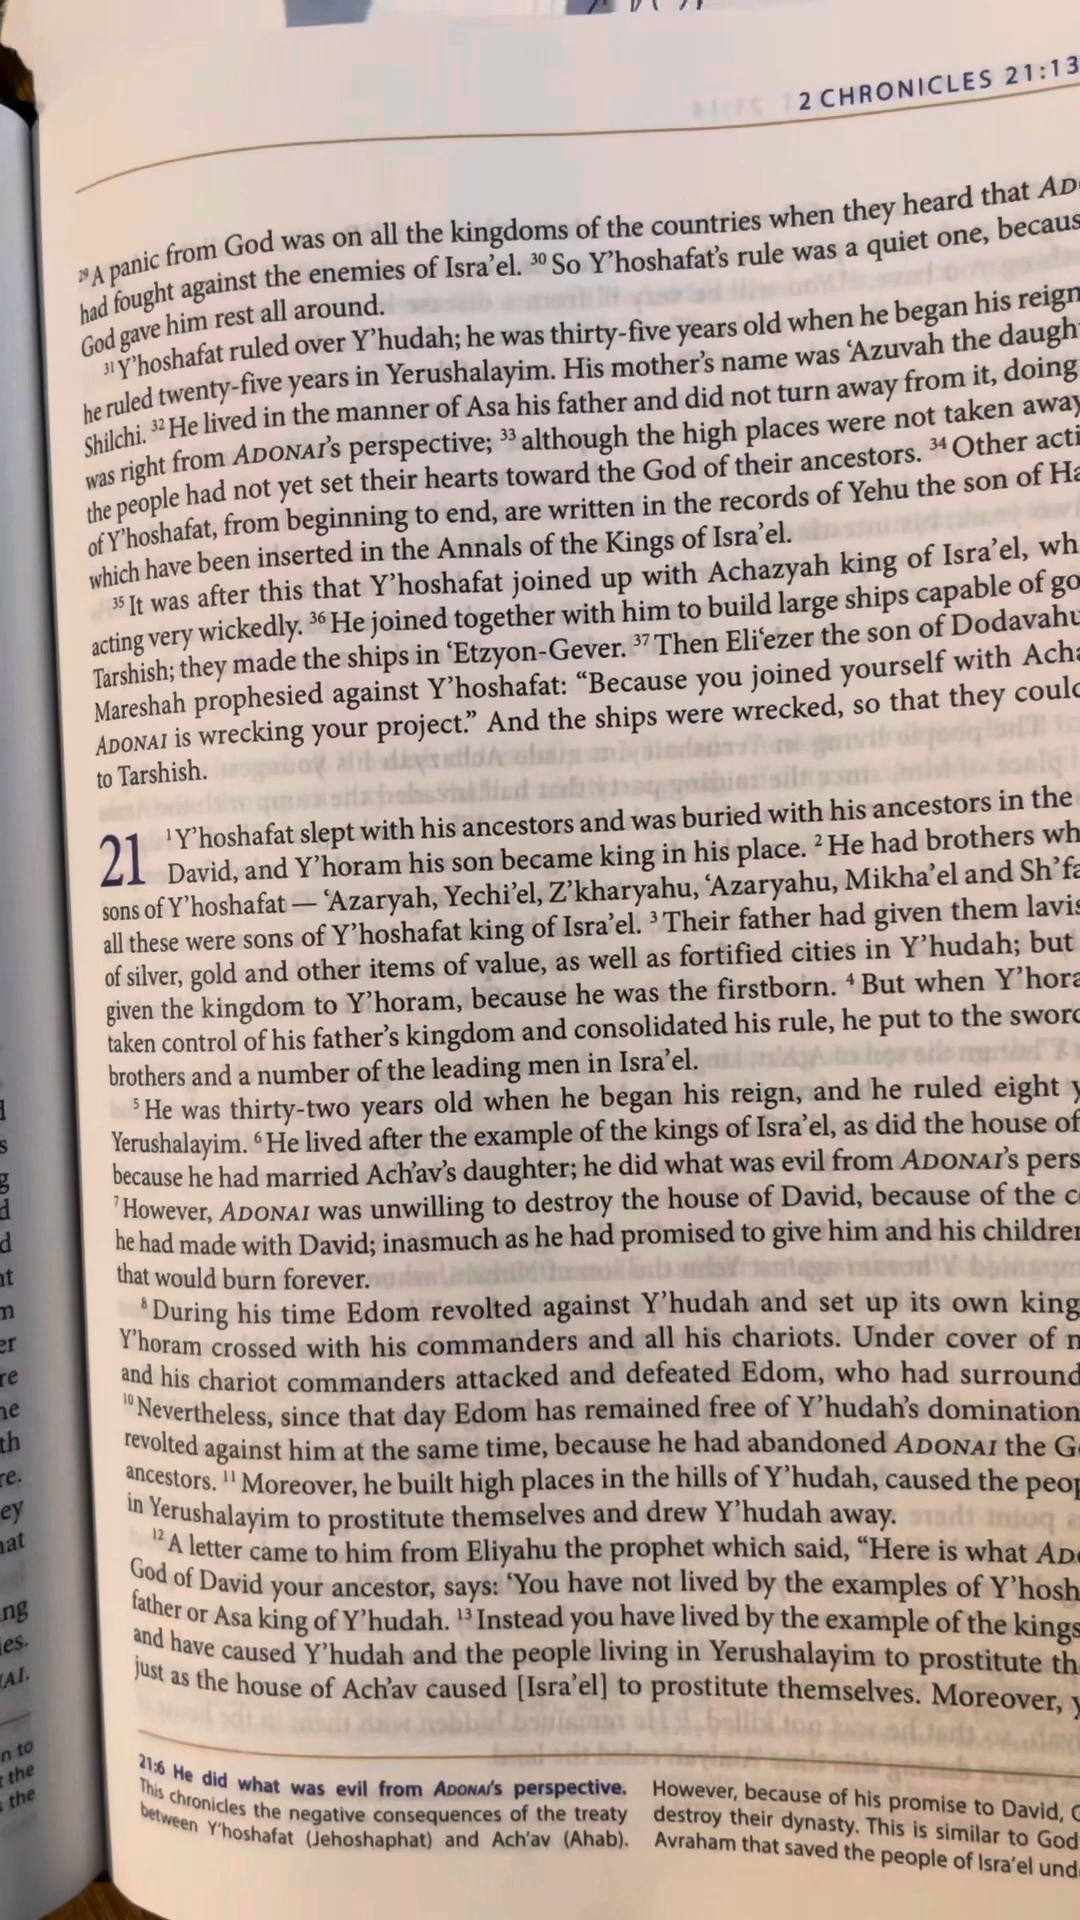 2 CHRONICLES 21:13
²⁹ A panic from God was on all the kingdoms of the countries when they heard that
had fought against the enemies of Isra’el. ³⁰ So Y’hoshafat’s rule was a quiet one,
God gave him rest all around.
³¹ Y’hoshafat ruled over Y’hudah; he was thirty-five years old when he began his reign
he ruled twenty-five years in Yerushalayim. His mother’s name was ‘Azuvah the
Shilchi. ³² He lived in the manner of Asa his father and did not turn away from it, doing
was right from ADONAI’s perspective; ³³ although the high places were not taken away
the people had not yet set their hearts toward the God of their ancestors. ³⁴ Other
of Y’hoshafat, from beginning to end, are written in the records of Yehu the son of
which have been inserted in the Annals of the Kings of Isra’el.
³⁵ It was after this that Y’hoshafat joined up with Achazyah king of Isra’el,
acting very wickedly. ³⁶ He joined together with him to build large ships capable of
Tarshish; they made the ships in ‘Etzyon-Gever. ³⁷ Then Eli‘ezer the son of Dodavahu
Mareshah prophesied against Y’hoshafat: “Because you joined yourself with
ADONAI is wrecking your project.” And the ships were wrecked, so that they
to Tarshish.
21 ¹ Y’hoshafat slept with his ancestors and was buried with his ancestors in the
David, and Y’horam his son became king in his place. ² He had brothers
sons of Y’hoshafat — ‘Azaryah, Yechi’el, Z’kharyahu, ‘Azaryahu, Mikha’el and
all these were sons of Y’hoshafat king of Isra’el. ³ Their father had given them
of silver, gold and other items of value, as well as fortified cities in Y’hudah; but
given the kingdom to Y’horam, because he was the firstborn. ⁴ But when
taken control of his father’s kingdom and consolidated his rule, he put to the
brothers and a number of the leading men in Isra’el.
⁵ He was thirty-two years old when he began his reign, and he ruled eight
Yerushalayim. ⁶ He lived after the example of the kings of Isra’el, as did the house of
because he had married Ach’av’s daughter; he did what was evil from ADONAI’s
⁷ However, ADONAI was unwilling to destroy the house of David, because of the
he had made with David; inasmuch as he had promised to give him and his
that would burn forever.
⁸ During his time Edom revolted against Y’hudah and set up its own king
Y’horam crossed with his commanders and all his chariots. Under cover of
and his chariot commanders attacked and defeated Edom, who had
¹⁰ Nevertheless, since that day Edom has remained free of Y’hudah’s domination
revolted against him at the same time, because he had abandoned ADONAI the
ancestors. ¹¹ Moreover, he built high places in the hills of Y’hudah, caused the
in Yerushalayim to prostitute themselves and drew Y’hudah away.
¹² A letter came to him from Eliyahu the prophet which said, “Here is what
God of David your ancestor, says: ‘You have not lived by the examples of
father or Asa king of Y’hudah. ¹³ Instead you have lived by the example of the kings
and have caused Y’hudah and the people living in Yerushalayim to prostitute
just as the house of Ach’av caused [Isra’el] to prostitute themselves. Moreover,
21:6 He did what was evil from ADONAI’s perspective.
This chronicles the negative consequences of the treaty
between Y’hoshafat (Jehoshaphat) and Ach’av (Ahab).
However, because of his promise to David,
destroy their dynasty. This is similar to
Avraham that saved the people of Isra’el